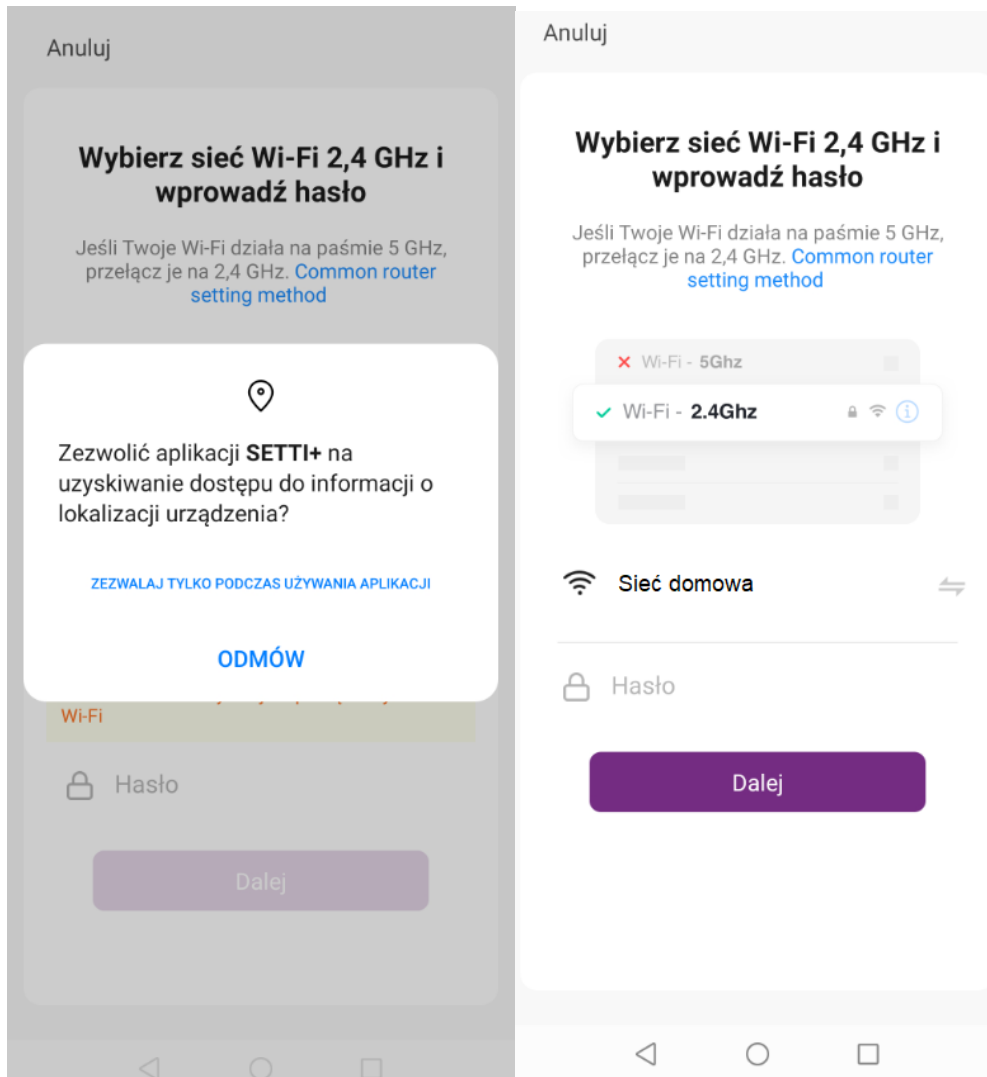 Anuluj
Wybierz sieć Wi-Fi 2,4 GHz i
wprowadź hasło
Jeśli Twoje Wi-Fi działa na paśmie 5 GHz,
przełącz je na 2,4 GHz. Common router
setting method
Zezwolić aplikacji SETTI+ na
uzyskiwanie dostępu do informacji o
lokalizacji urządzenia?
ZEZWALAJ TYLKO PODCZAS UŻYWANIA APLIKACJI
ODMÓW
Wi-Fi
Hasło
Dalej
Anuluj
Wybierz sieć Wi-Fi 2,4 GHz i
wprowadź hasło
Jeśli Twoje Wi-Fi działa na paśmie 5 GHz,
przełącz je na 2,4 GHz. Common router
setting method
Wi-Fi - 5Ghz
Wi-Fi - 2.4Ghz
Sieć domowa
Hasło
Dalej